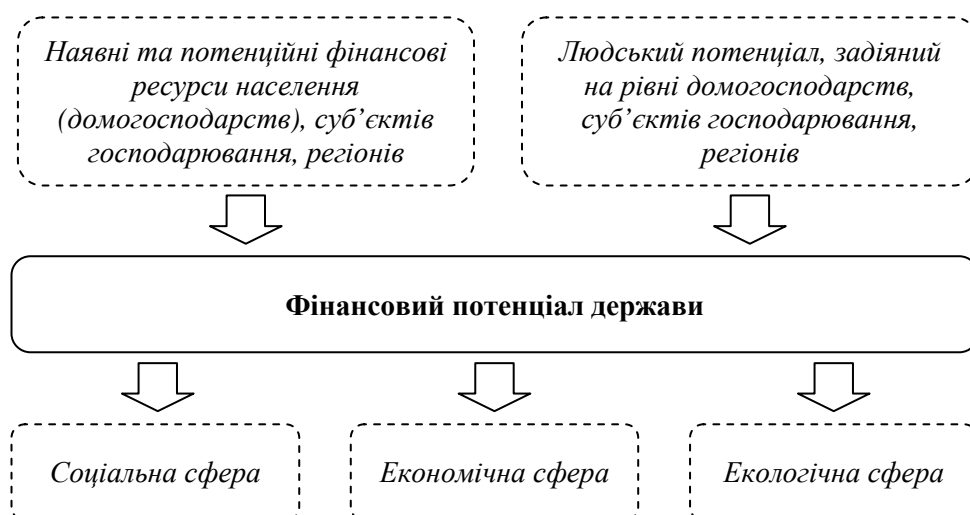 Наявні та потенційні фінансові
ресурси населення
(домогосподарств), суб’єктів
господарювання, регіонів
Людський потенціал, задіяний
на рівні домогосподарств,
суб’єктів господарювання,
регіонів
Фінансовий потенціал держави
Соціальна сфера
Економічна сфера
Екологічна сфера